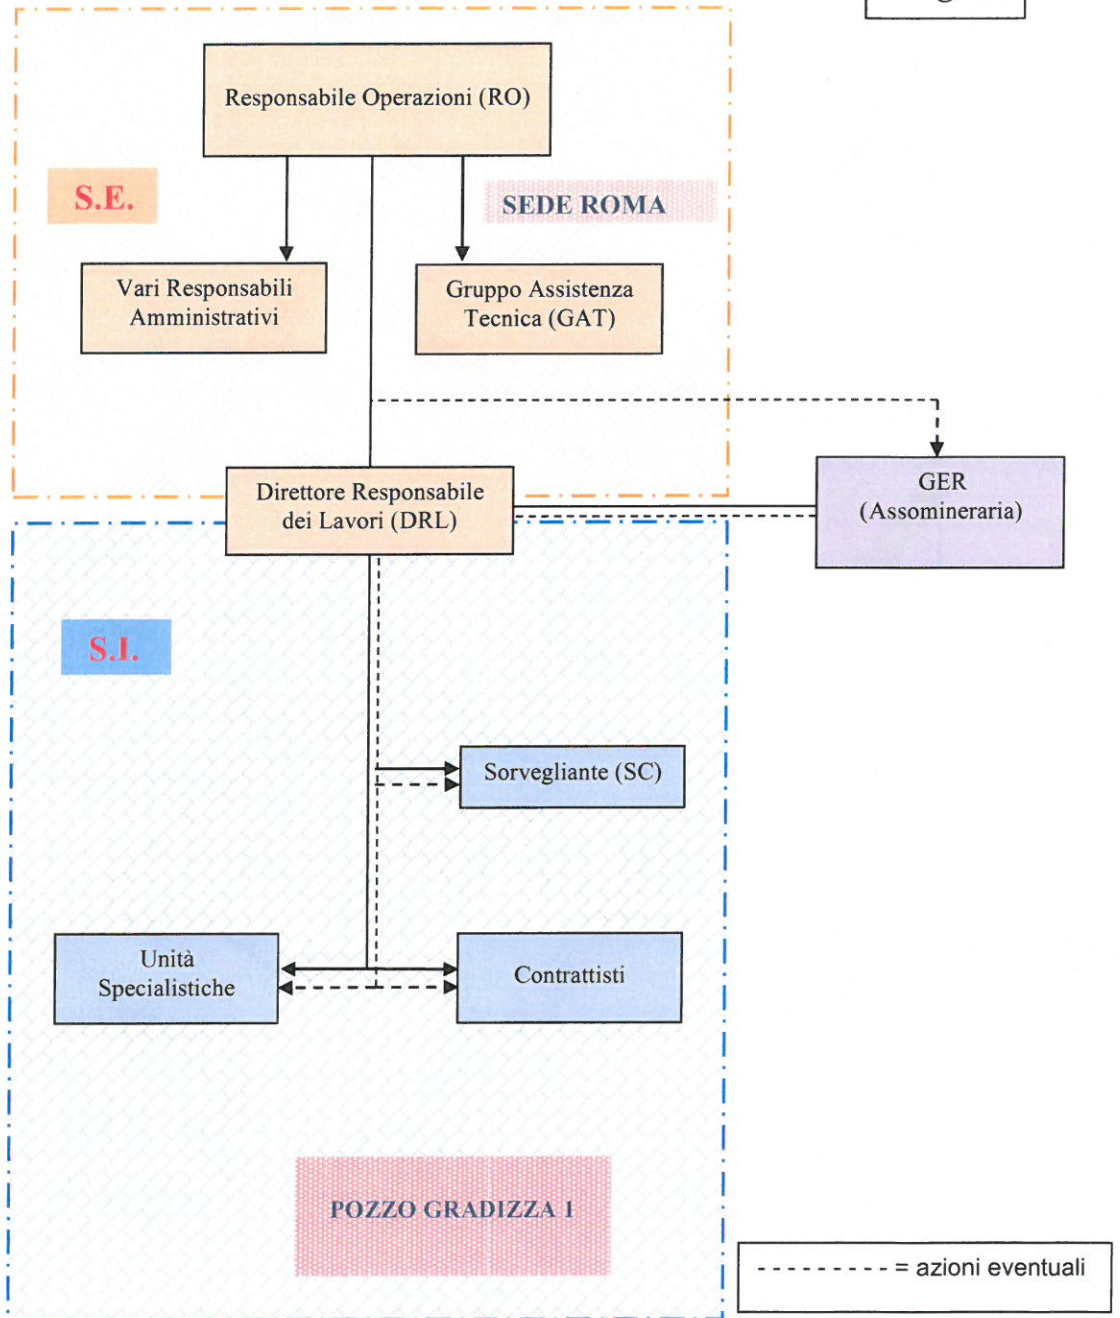 Responsabile Operazioni (RO)
S.E.
SEDE ROMA
Vari Responsabili
Amministrativi
Gruppo Assistenza
Tecnica (GAT)
Direttore Responsabile
dei Lavori (DRL)
GER
(Assomineraria)
S.I.
Sorvegliante (SC)
Unità
Specialistiche
Contrattisti
POZZO GRADIZZA 1
= azioni eventuali